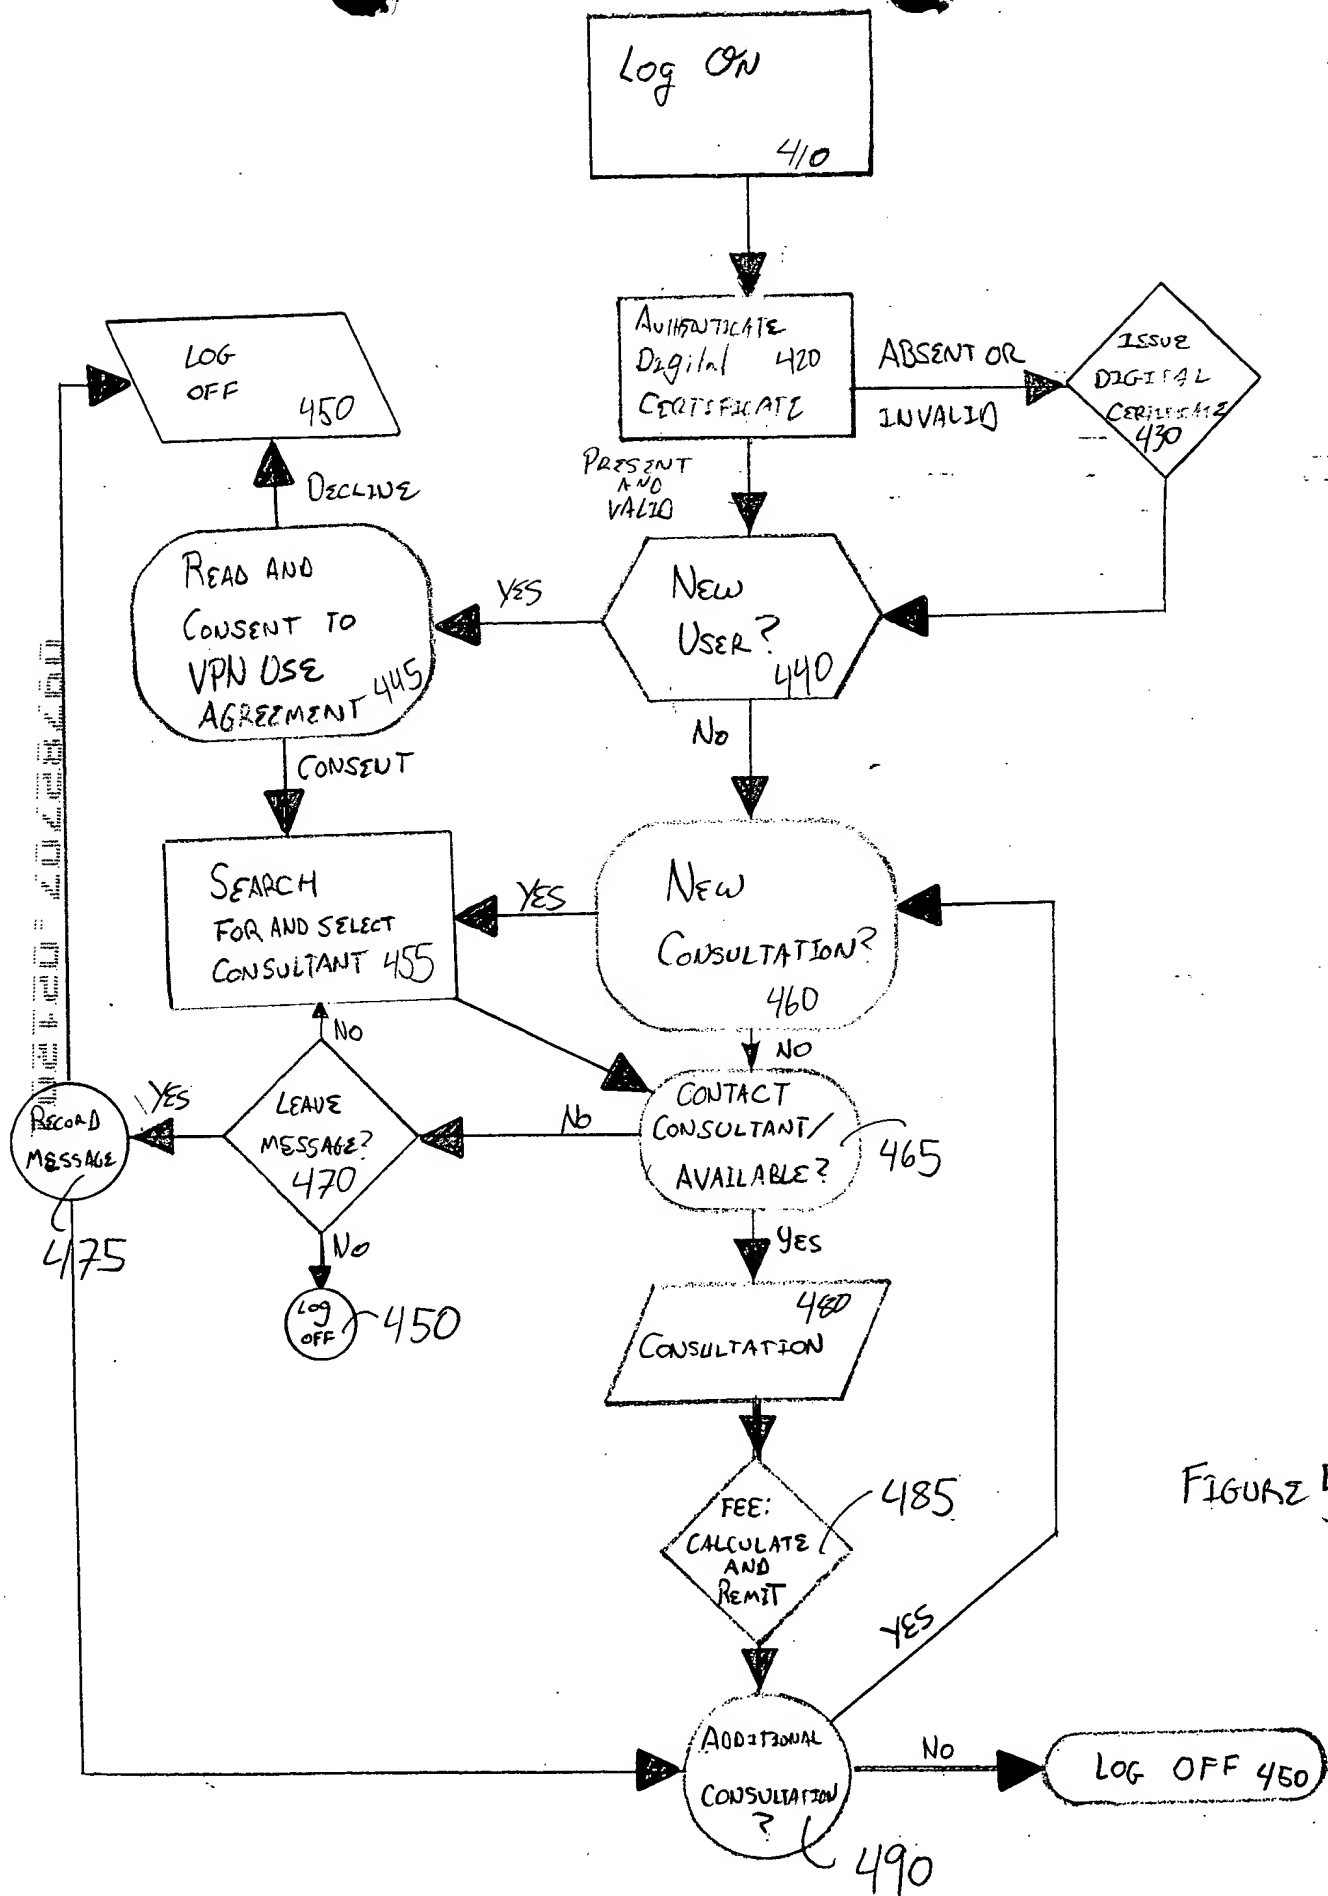 Log ON
410
AUTHENTICATE
Digital 420
CERTIFICATE
ABSENT OR
INVALID
ISSUE
DIGITAL
CERTIFICATE
430
LOG
OFF
450
DECLINE
PRESENT
AND
VALID
READ AND
CONSENT TO
VPN USE
AGREEMENT 445
YES
NEW
USER?
440
CONSENT
NO
SEARCH
FOR AND SELECT
CONSULTANT 455
YES
NEW
CONSULTATION?
460
NO
NO
RECORD
MESSAGE
475
YES
LEAVE
MESSAGE?
470
NO
CONTACT
CONSULTANT/
AVAILABLE?
465
NO
LOG
OFF
450
YES
480
CONSULTATION
FEE:
CALCULATE
AND
REMIT
485
FIGURE
YES
ADDITIONAL
CONSULTATION
?
490
NO
LOG OFF 450